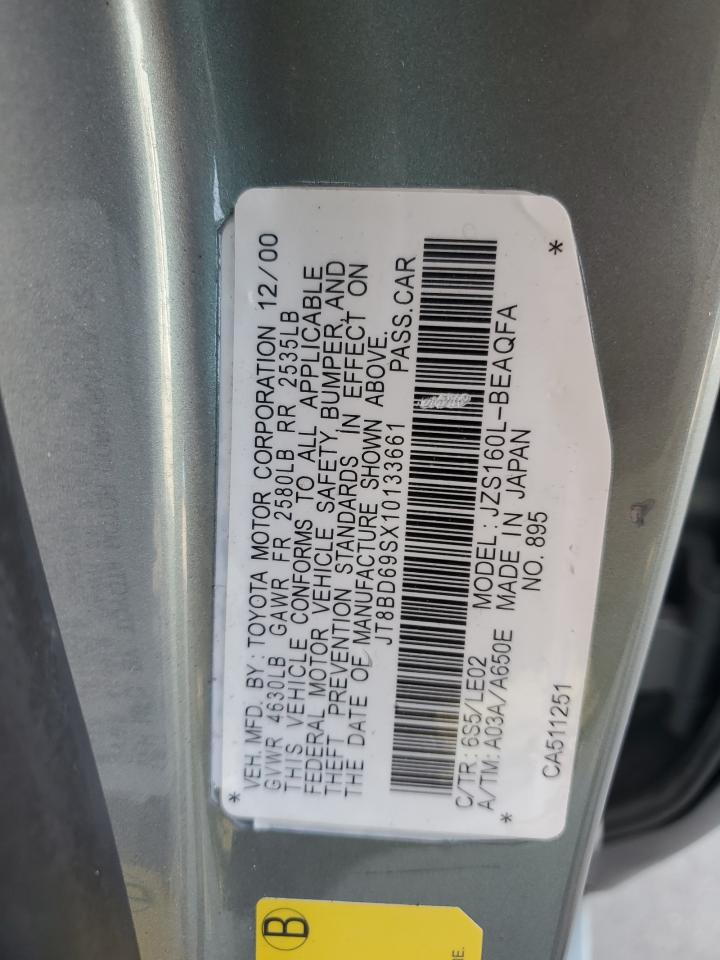 * VEH. MFD. BY: TOYOTA MOTOR CORPORATION 12/00
GVWR 4630LB GAWR FR 2580LB RR 2535LB
THIS VEHICLE CONFORMS TO ALL APPLICABLE
FEDERAL MOTOR VEHICLE SAFETY, BUMPER, AND
THEFT PREVENTION STANDARDS IN EFFECT ON
THE DATE OF MANUFACTURE SHOWN ABOVE.
JT8BD69SX10133661 PASS.CAR
C/TR: 6S5/LE02 MODEL: JZS160L-BEAQFA
A/TM: A03A/A650E MADE IN JAPAN
* NO. 895
CA511251 *
B